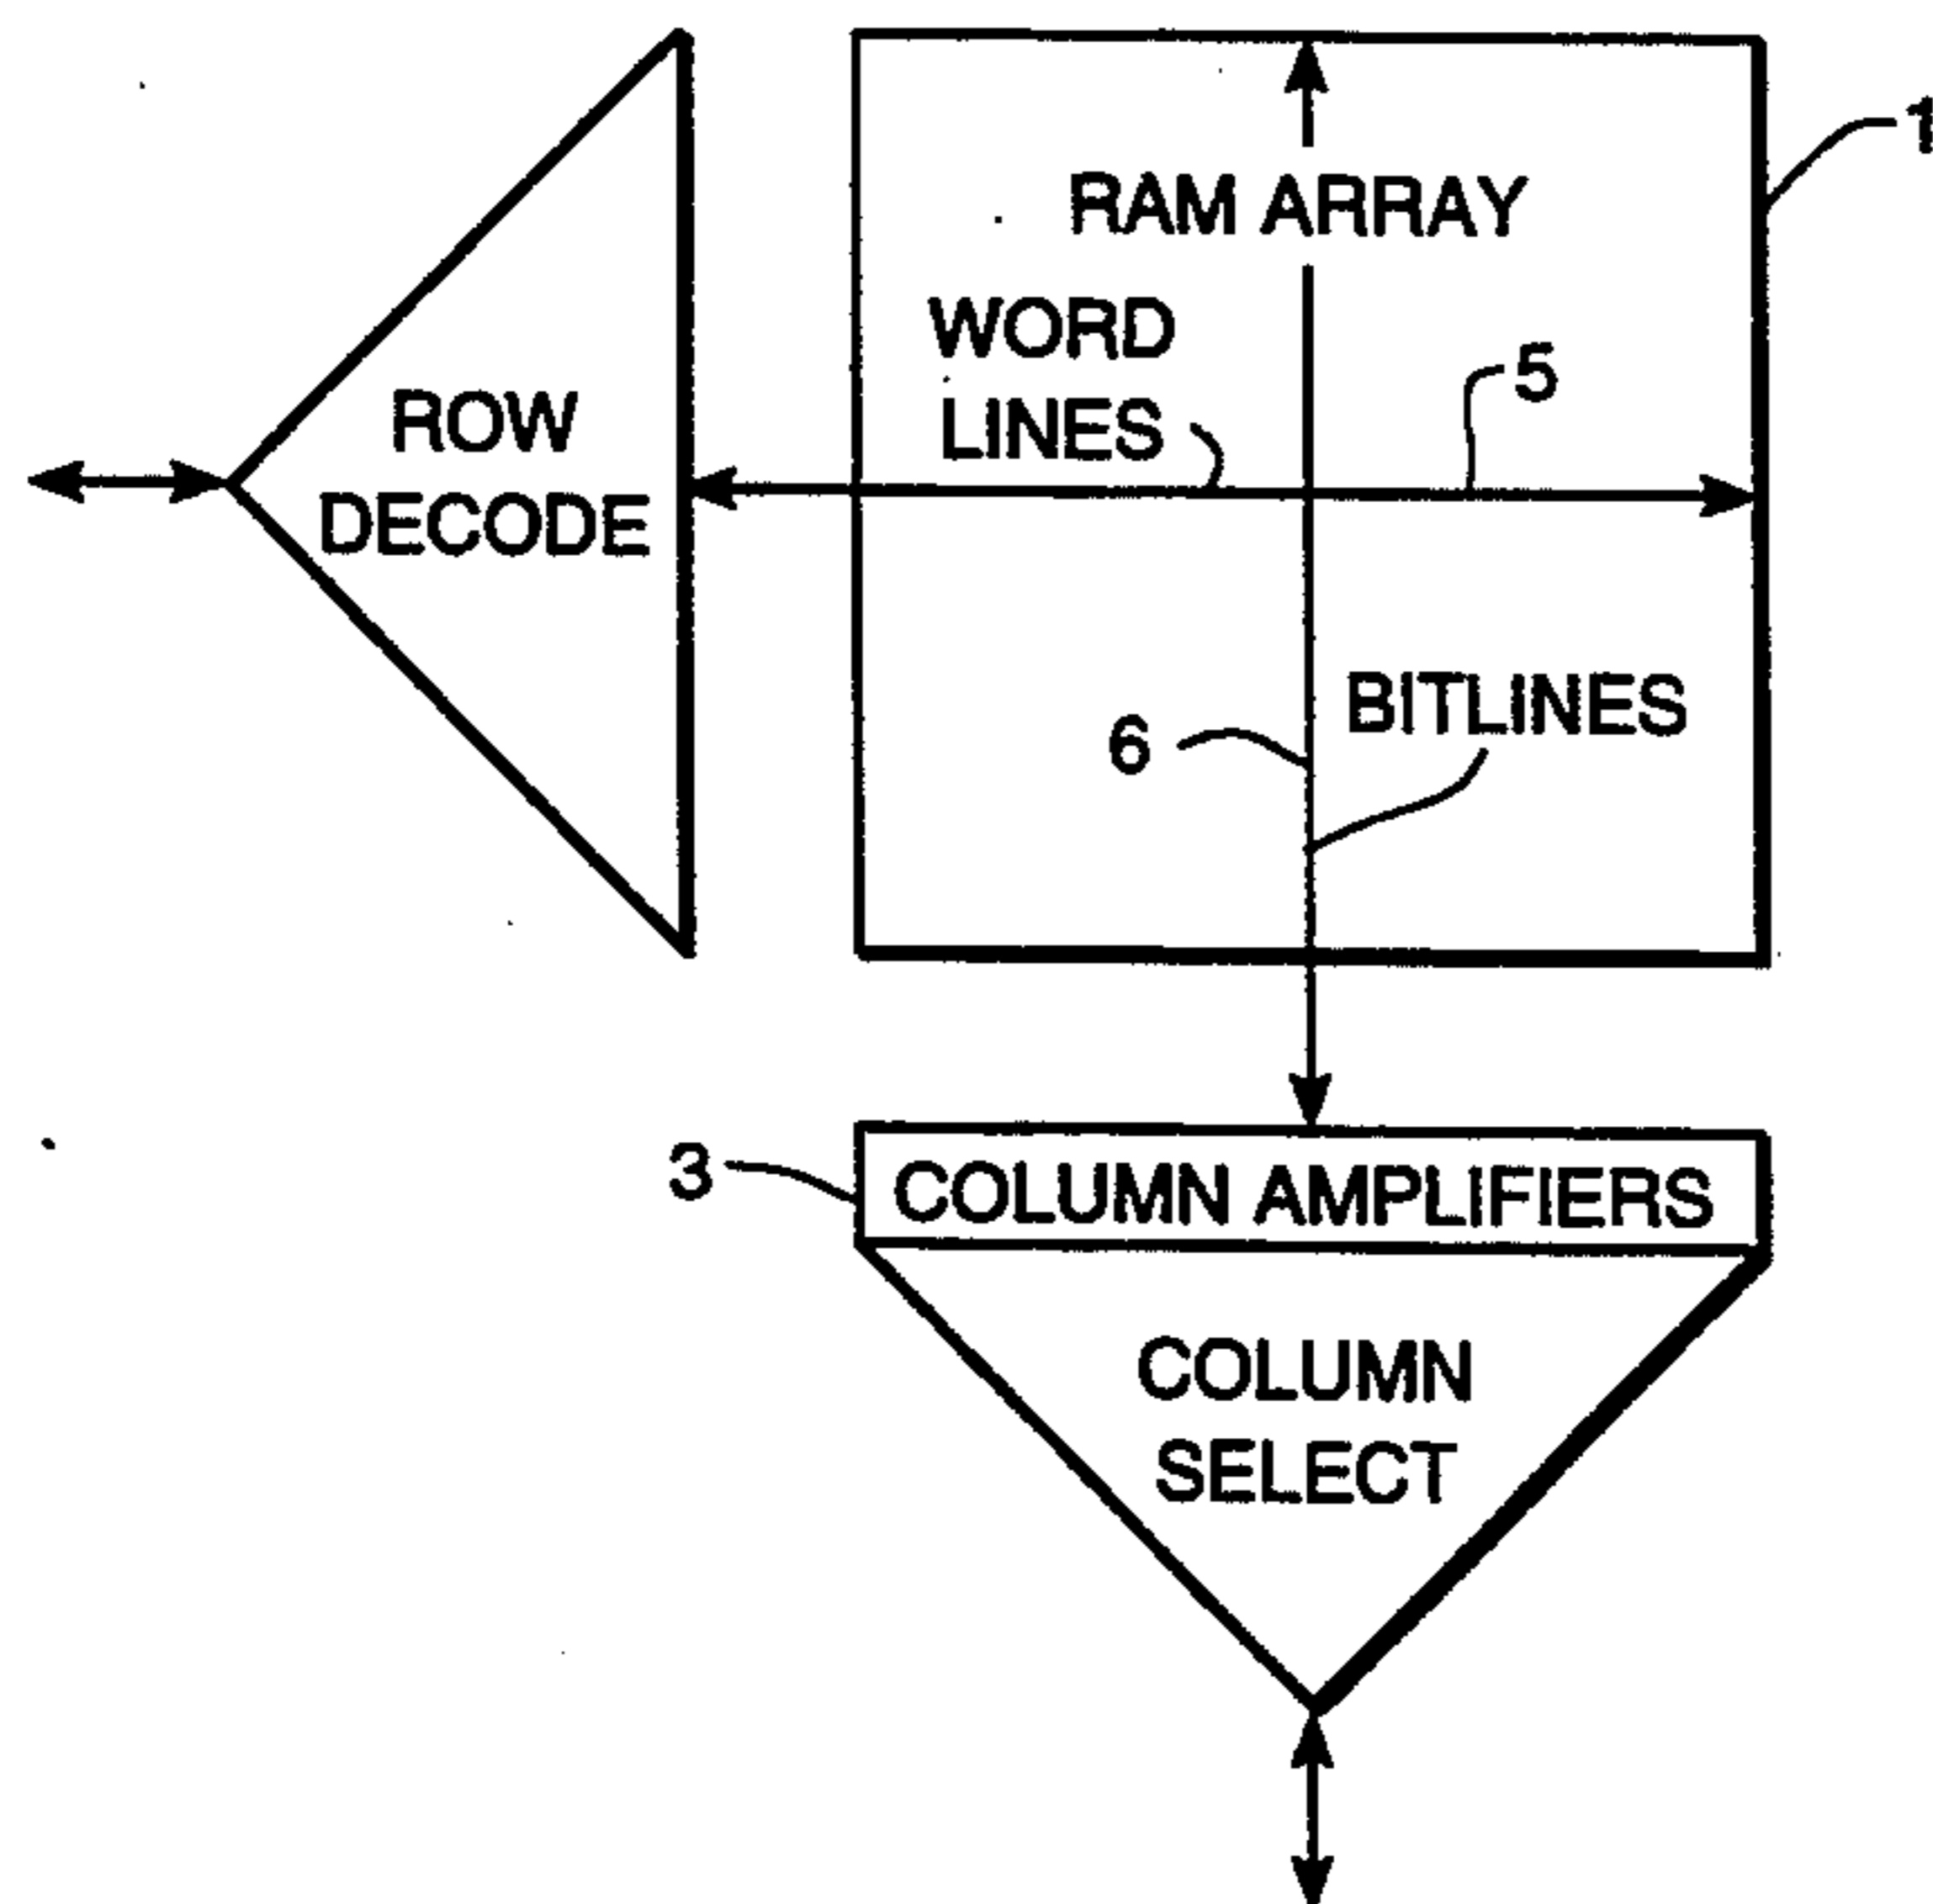 1
RAM ARRAY
WORD
LINES
5
ROW
DECODE
6
BITLINES
3
COLUMN AMPLIFIERS
COLUMN
SELECT